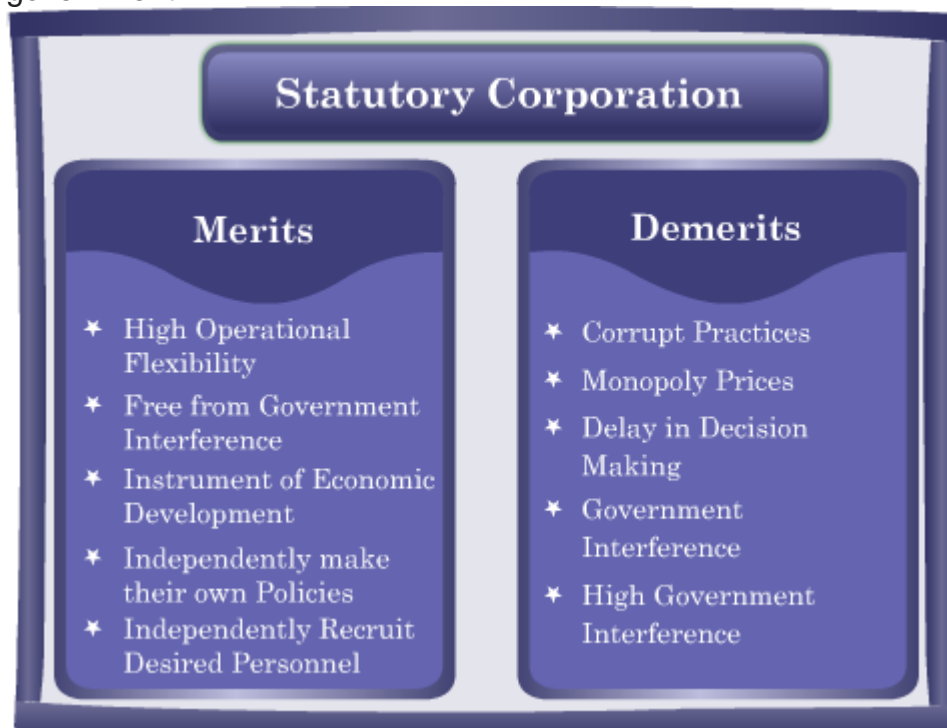 Statutory Corporation
Merits
High Operational
Flexibility
Free from Government
Interference
Instrument of Economic
Development
Independently make
their own Policies
Independently Recruit
Desired Personnel
Demerits
Corrupt Practices
Monopoly Prices
Delay in Decision
Making
Government
Interference
High Government
Interference